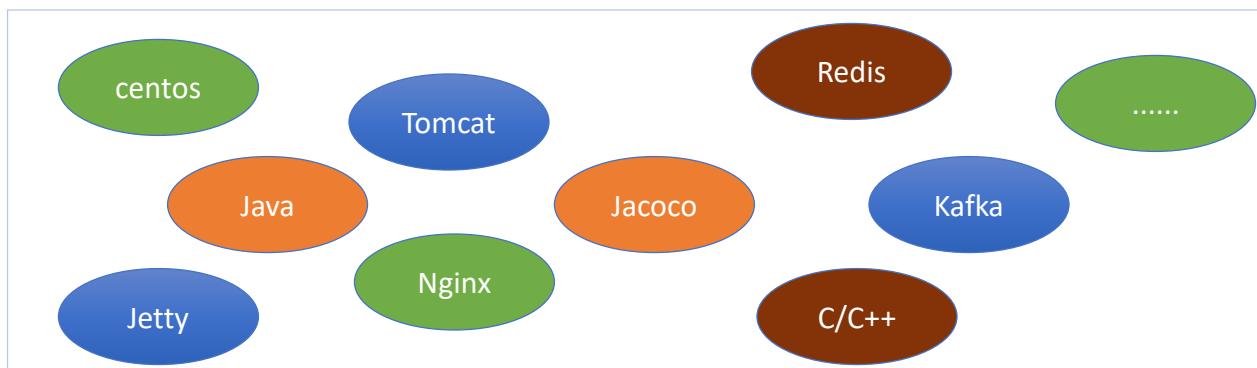 centos
Tomcat
Redis
......
Java
Jacoco
Kafka
Jetty
Nginx
C/C++